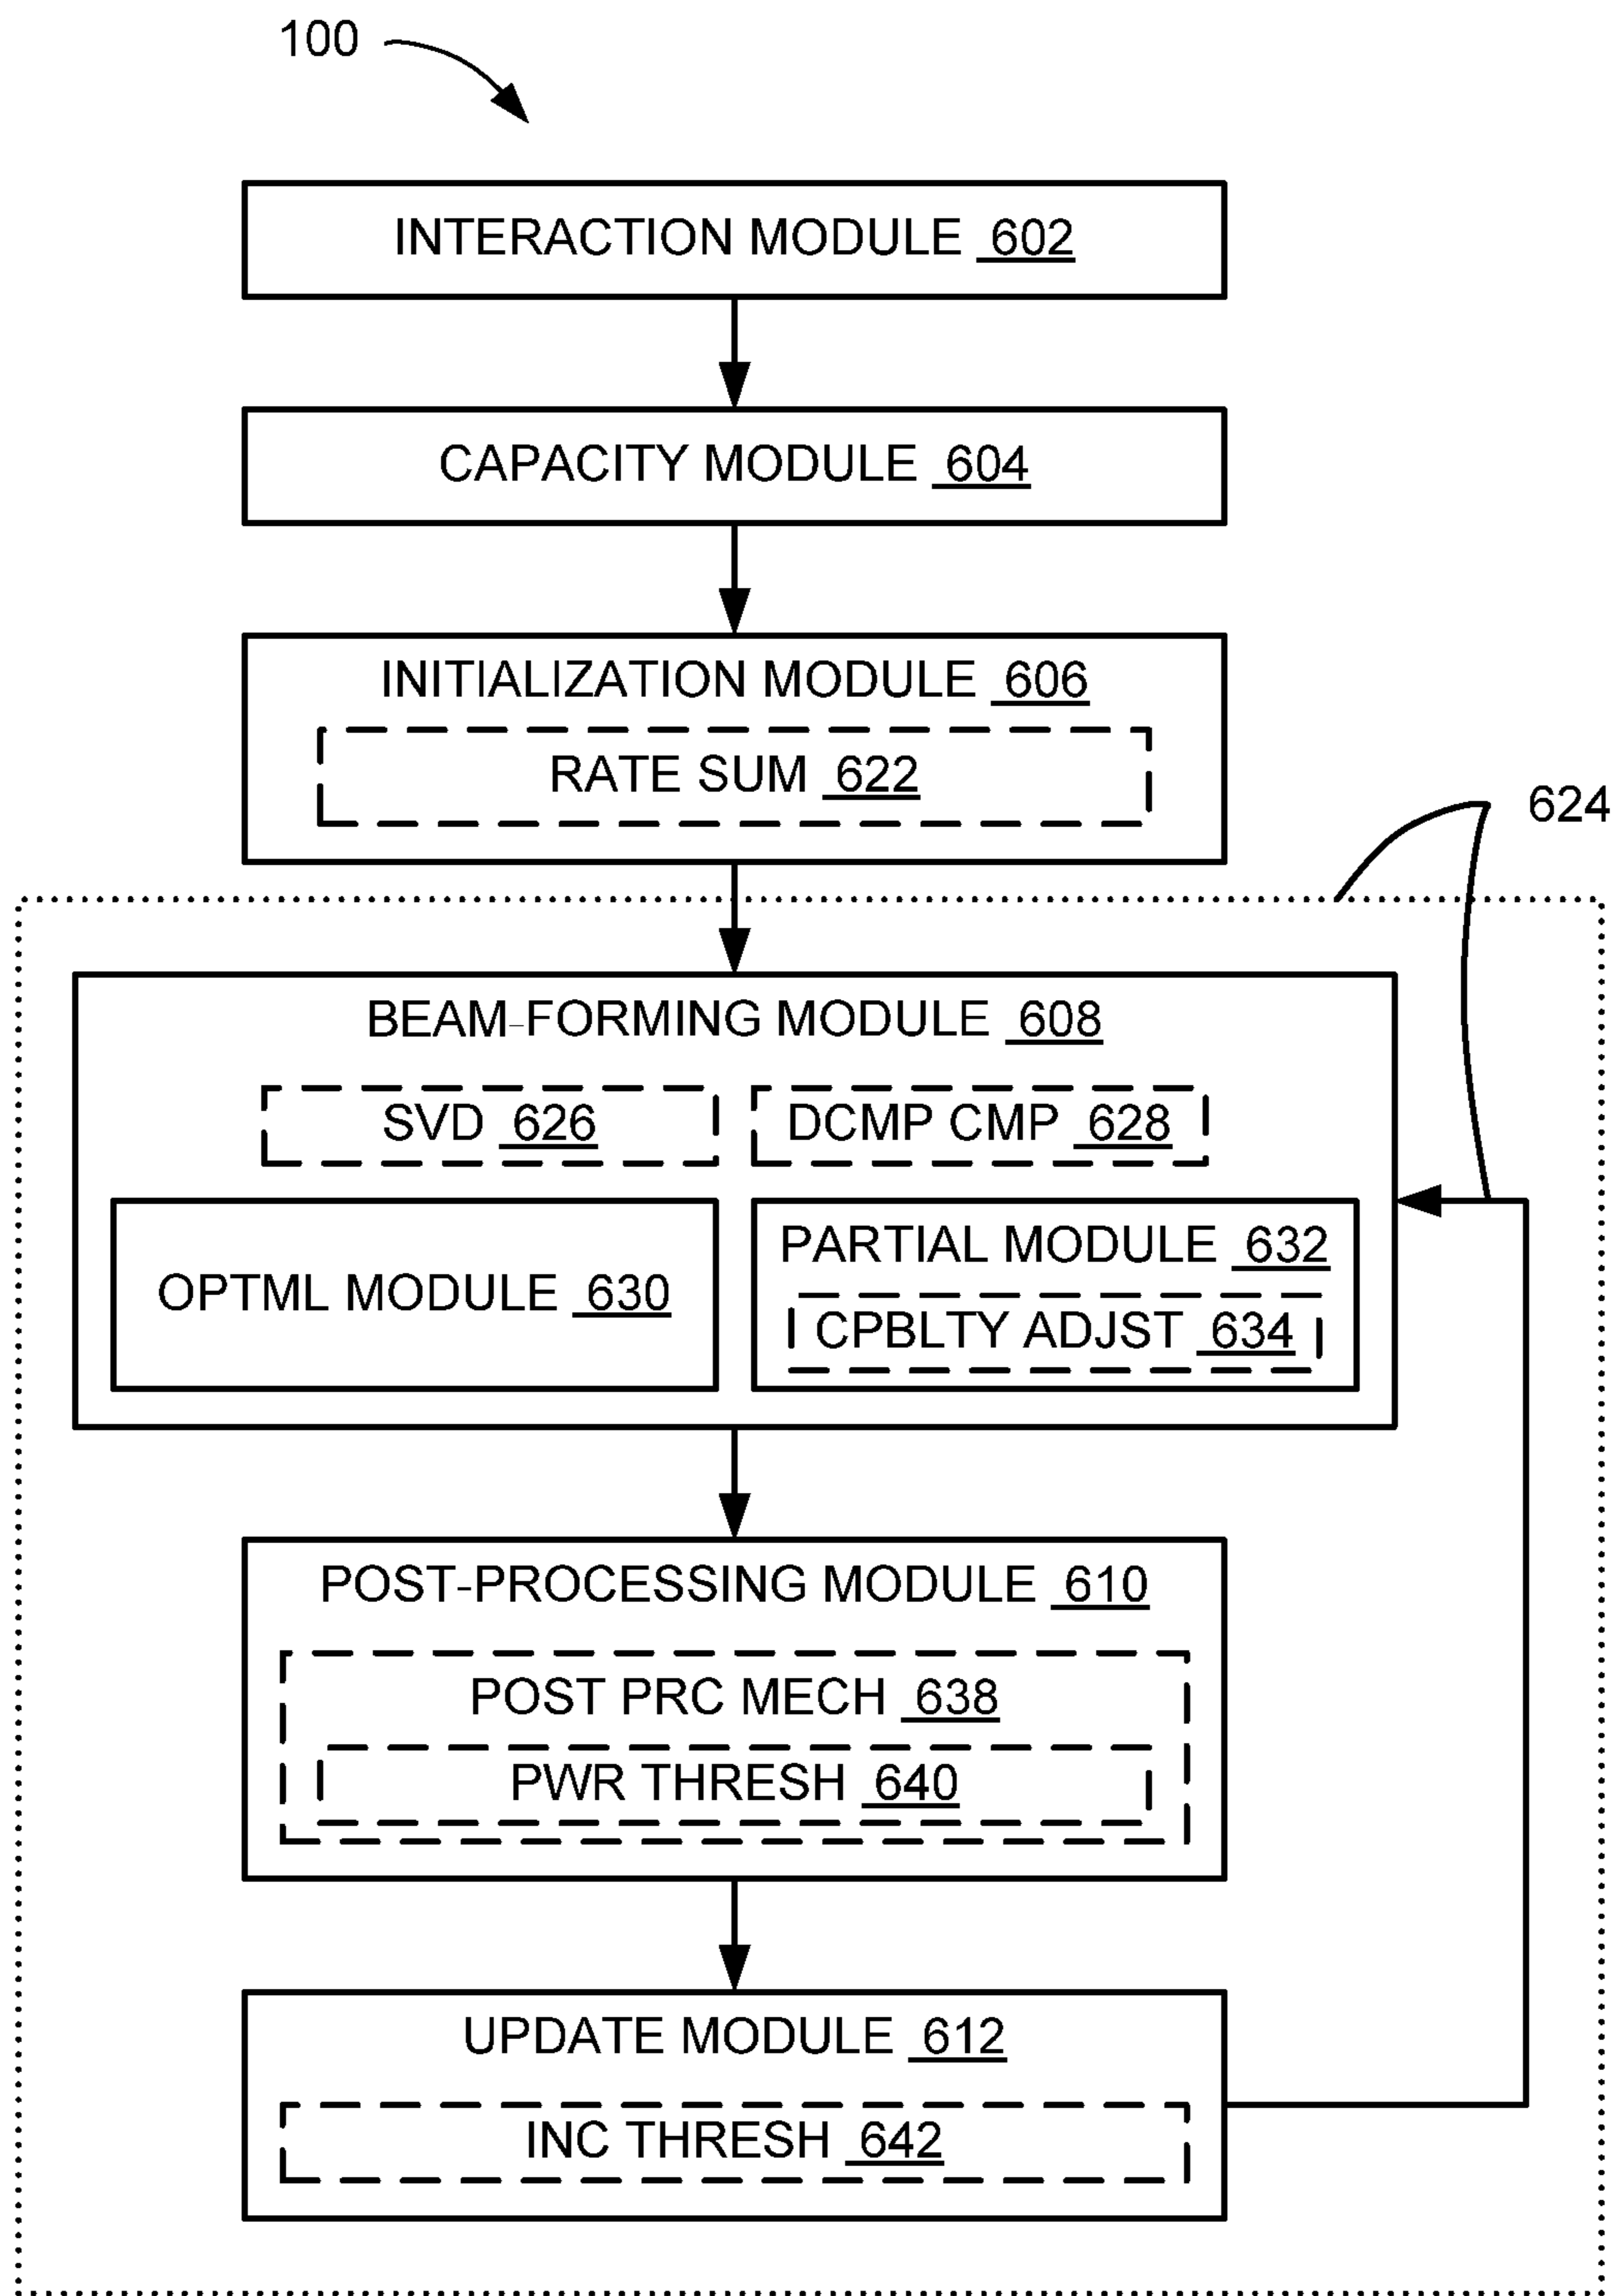 100
INTERACTION MODULE 602
CAPACITY MODULE 604
INITIALIZATION MODULE 606
RATE SUM 622
624
BEAM-FORMING MODULE 608
SVD 626
DCMP CMP 628
OPTML MODULE 630
PARTIAL MODULE 632
CPBLTY ADJST 634
POST-PROCESSING MODULE 610
POST PRC MECH 638
PWR THRESH 640
UPDATE MODULE 612
INC THRESH 642